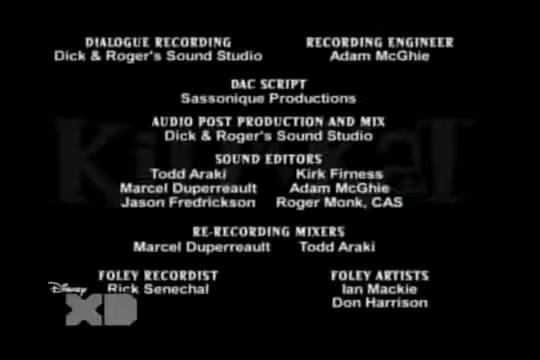 DIALOGUE RECORDING RECORDING ENGINEER
Dick & Roger's Sound Studio Adam McGhie
DAC SCRIPT
Sassonique Productions
AUDIO POST PRODUCTION AND MIX
Dick & Roger's Sound Studio
SOUND EDITORS
Todd Araki Kirk Firness
Marcel Duperreault Adam McGhie
Jason Fredrickson Roger Monk, CAS
RE-RECORDING MIXERS
Marcel Duperreault Todd Araki
FOLEY RECORDIST FOLEY ARTISTS
Rick Senechal Ian Mackie
Don Harrison
Disney
XD